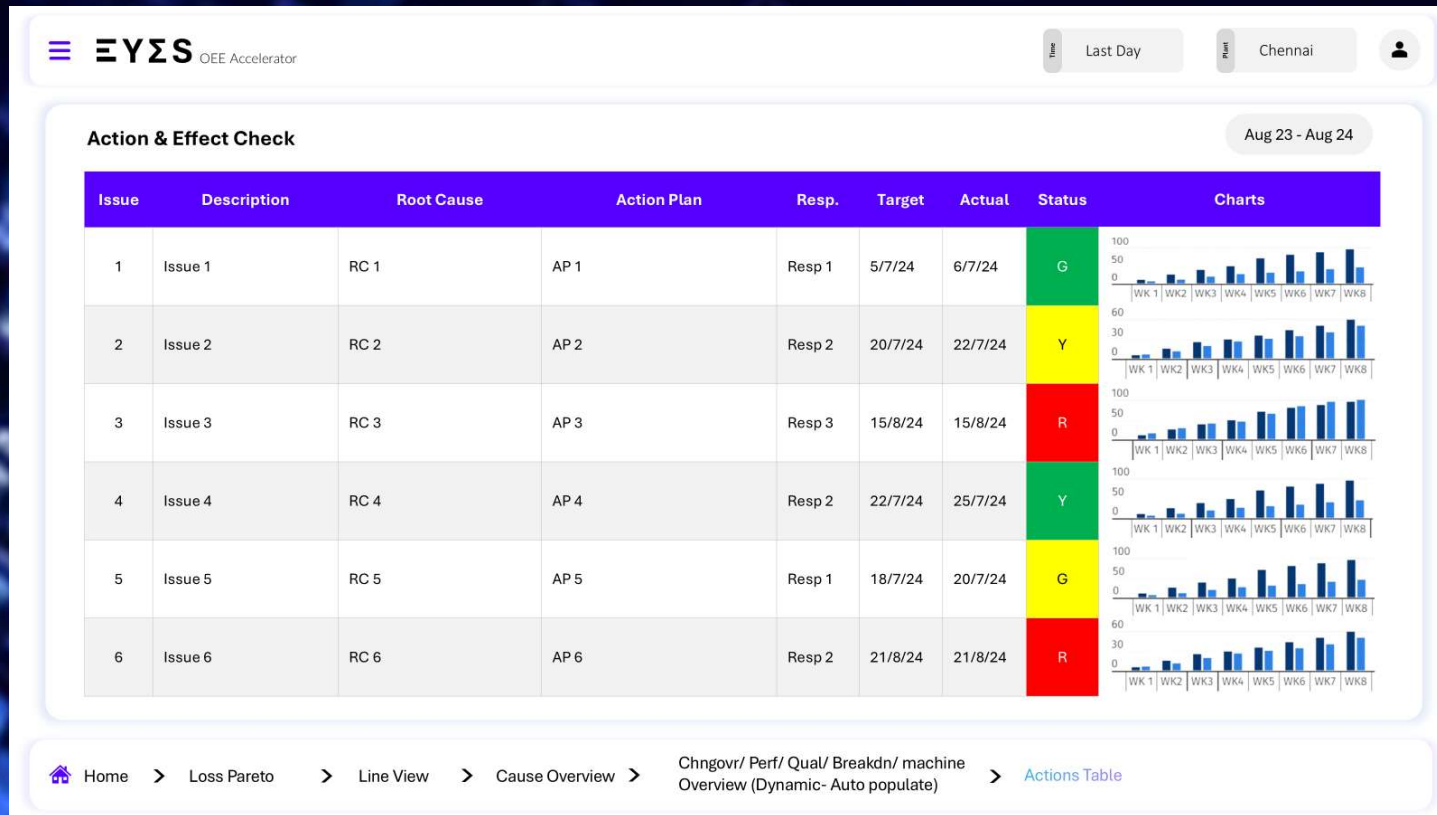 EYΣS OEE Accelerator
Time
Last Day
Plant
Chennai
Action & Effect Check
Aug 23 - Aug 24
Issue Description Root Cause Action Plan Resp. Target Actual Status Charts
1 Issue 1 RC 1 AP 1 Resp 1 5/7/24 6/7/24 G
100
50
0
WK 1 WK2 WK3 WK4 WK5 WK6 WK7 WK8
2 Issue 2 RC 2 AP 2 Resp 2 20/7/24 22/7/24 Y
60
30
0
WK 1 WK2 WK3 WK4 WK5 WK6 WK7 WK8
3 Issue 3 RC 3 AP 3 Resp 3 15/8/24 15/8/24 R
100
50
0
WK 1 WK2 WK3 WK4 WK5 WK6 WK7 WK8
4 Issue 4 RC 4 AP 4 Resp 2 22/7/24 25/7/24 Y
100
50
0
WK 1 WK2 WK3 WK4 WK5 WK6 WK7 WK8
5 Issue 5 RC 5 AP 5 Resp 1 18/7/24 20/7/24 G
100
50
0
WK 1 WK2 WK3 WK4 WK5 WK6 WK7 WK8
6 Issue 6 RC 6 AP 6 Resp 2 21/8/24 21/8/24 R
60
30
0
WK 1 WK2 WK3 WK4 WK5 WK6 WK7 WK8
Home > Loss Pareto > Line View > Cause Overview > Chngovr/ Perf/ Qual/ Breakdn/ machine
Overview (Dynamic- Auto populate) > Actions Table